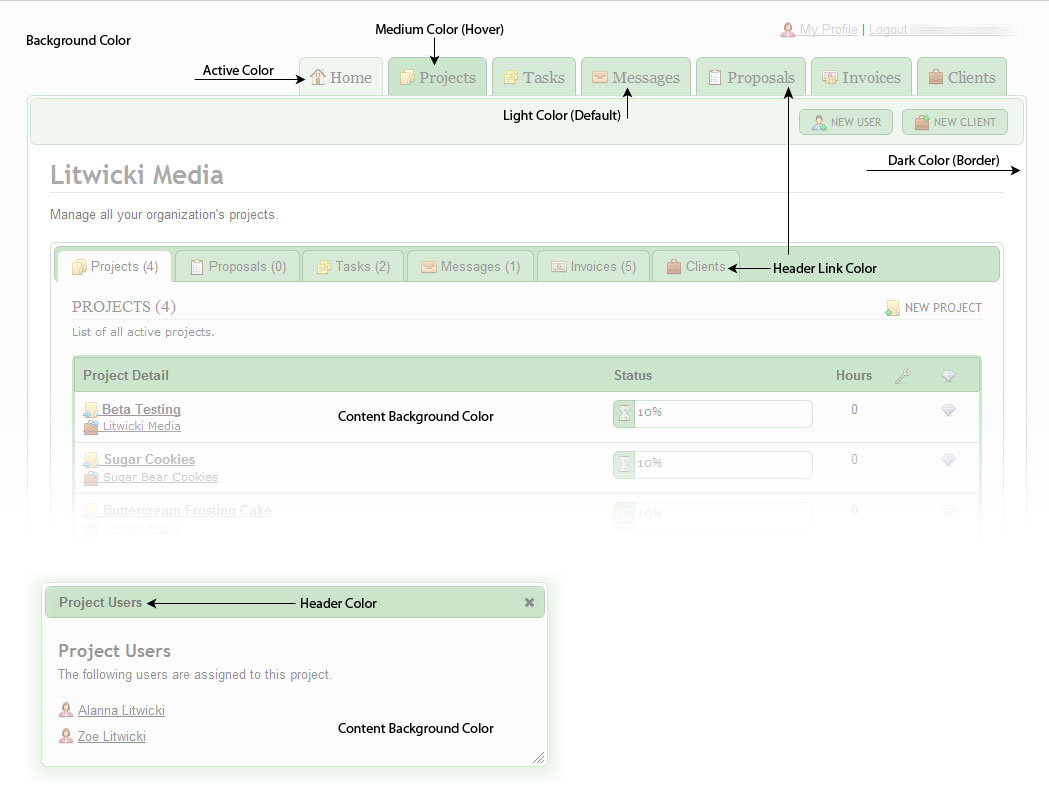 Medium Color (Hover)
My Profile | Logout
Background Color
Active Color
Home
Projects
Tasks
Messages
Proposals
Invoices
Clients
Light Color (Default)
NEW USER
NEW CLIENT
Dark Color (Border)
Litwicki Media
Manage all your organization's projects.
Projects (4)
Proposals (0)
Tasks (2)
Messages (1)
Invoices (5)
Clients
Header Link Color
PROJECTS (4)
NEW PROJECT
List of all active projects.
Project Detail
Status
Hours
Beta Testing
Content Background Color
10%
0
Litwicki Media
Sugar Cookies
10%
0
Sugar Bear Cookies
Buttercream Frosting Cake
10%
0
Litwicki Media
Project Users
Header Color
Project Users
The following users are assigned to this project.
Alanna Litwicki
Content Background Color
Zoe Litwicki